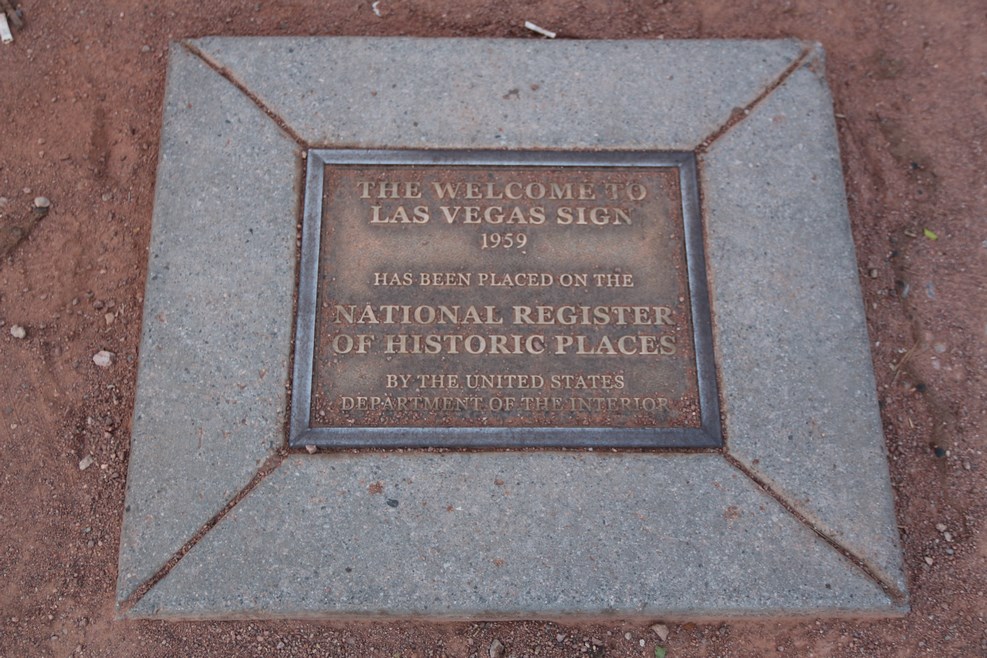 THE WELCOME TO
LAS VEGAS SIGN
1959
HAS BEEN PLACED ON THE
NATIONAL REGISTER
OF HISTORIC PLACES
BY THE UNITED STATES
DEPARTMENT OF THE INTERIOR